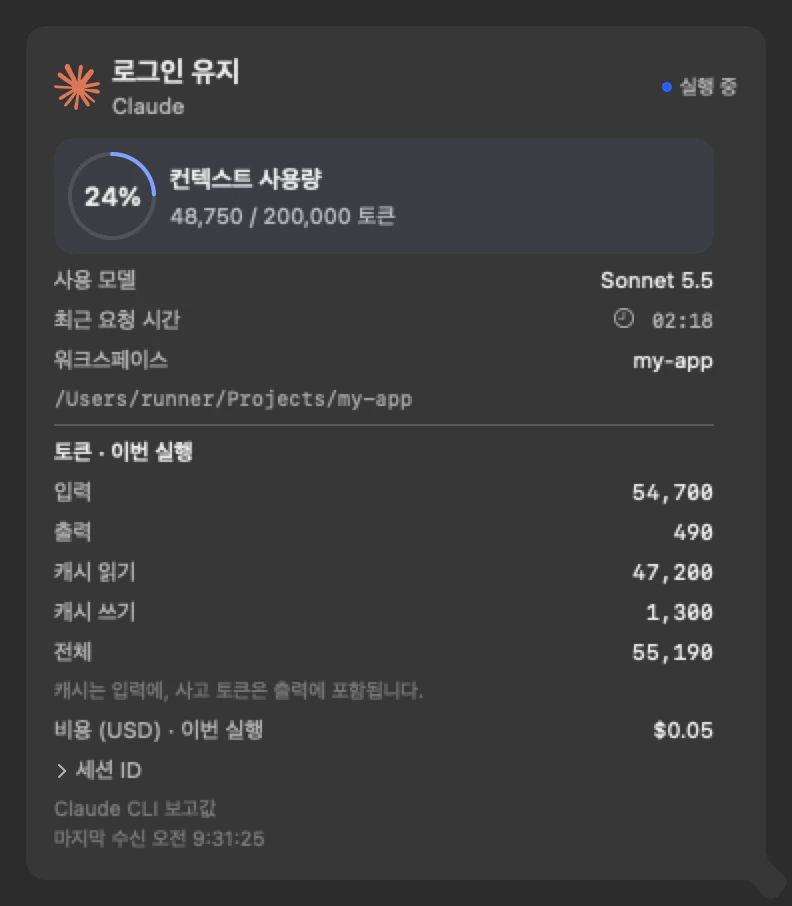 로그인 유지
Claude
실행 중
24%
컨텍스트 사용량
48,750 / 200,000 토큰
사용 모델 Sonnet 5.5
최근 요청 시간 02:18
워크스페이스 my-app
/Users/runner/Projects/my-app
토큰 · 이번 실행
입력 54,700
출력 490
캐시 읽기 47,200
캐시 쓰기 1,300
전체 55,190
캐시는 입력에, 사고 토큰은 출력에 포함됩니다.
비용 (USD) · 이번 실행 $0.05
세션 ID
Claude CLI 보고값
마지막 수신 오전 9:31:25